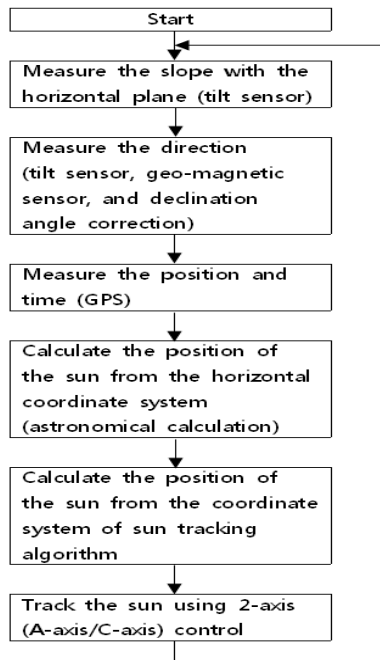 Start
Measure the slope with the
horizontal plane (tilt sensor)
Measure the direction
(tilt sensor, geo-magnetic
sensor, and declination
angle correction)
Measure the position and
time (GPS)
Calculate the position of
the sun from the horizontal
coordinate system
(astronomical calculation)
Calculate the position of
the sun from the coordinate
system of sun tracking
algorithm
Track the sun using 2-axis
(A-axis/C-axis) control